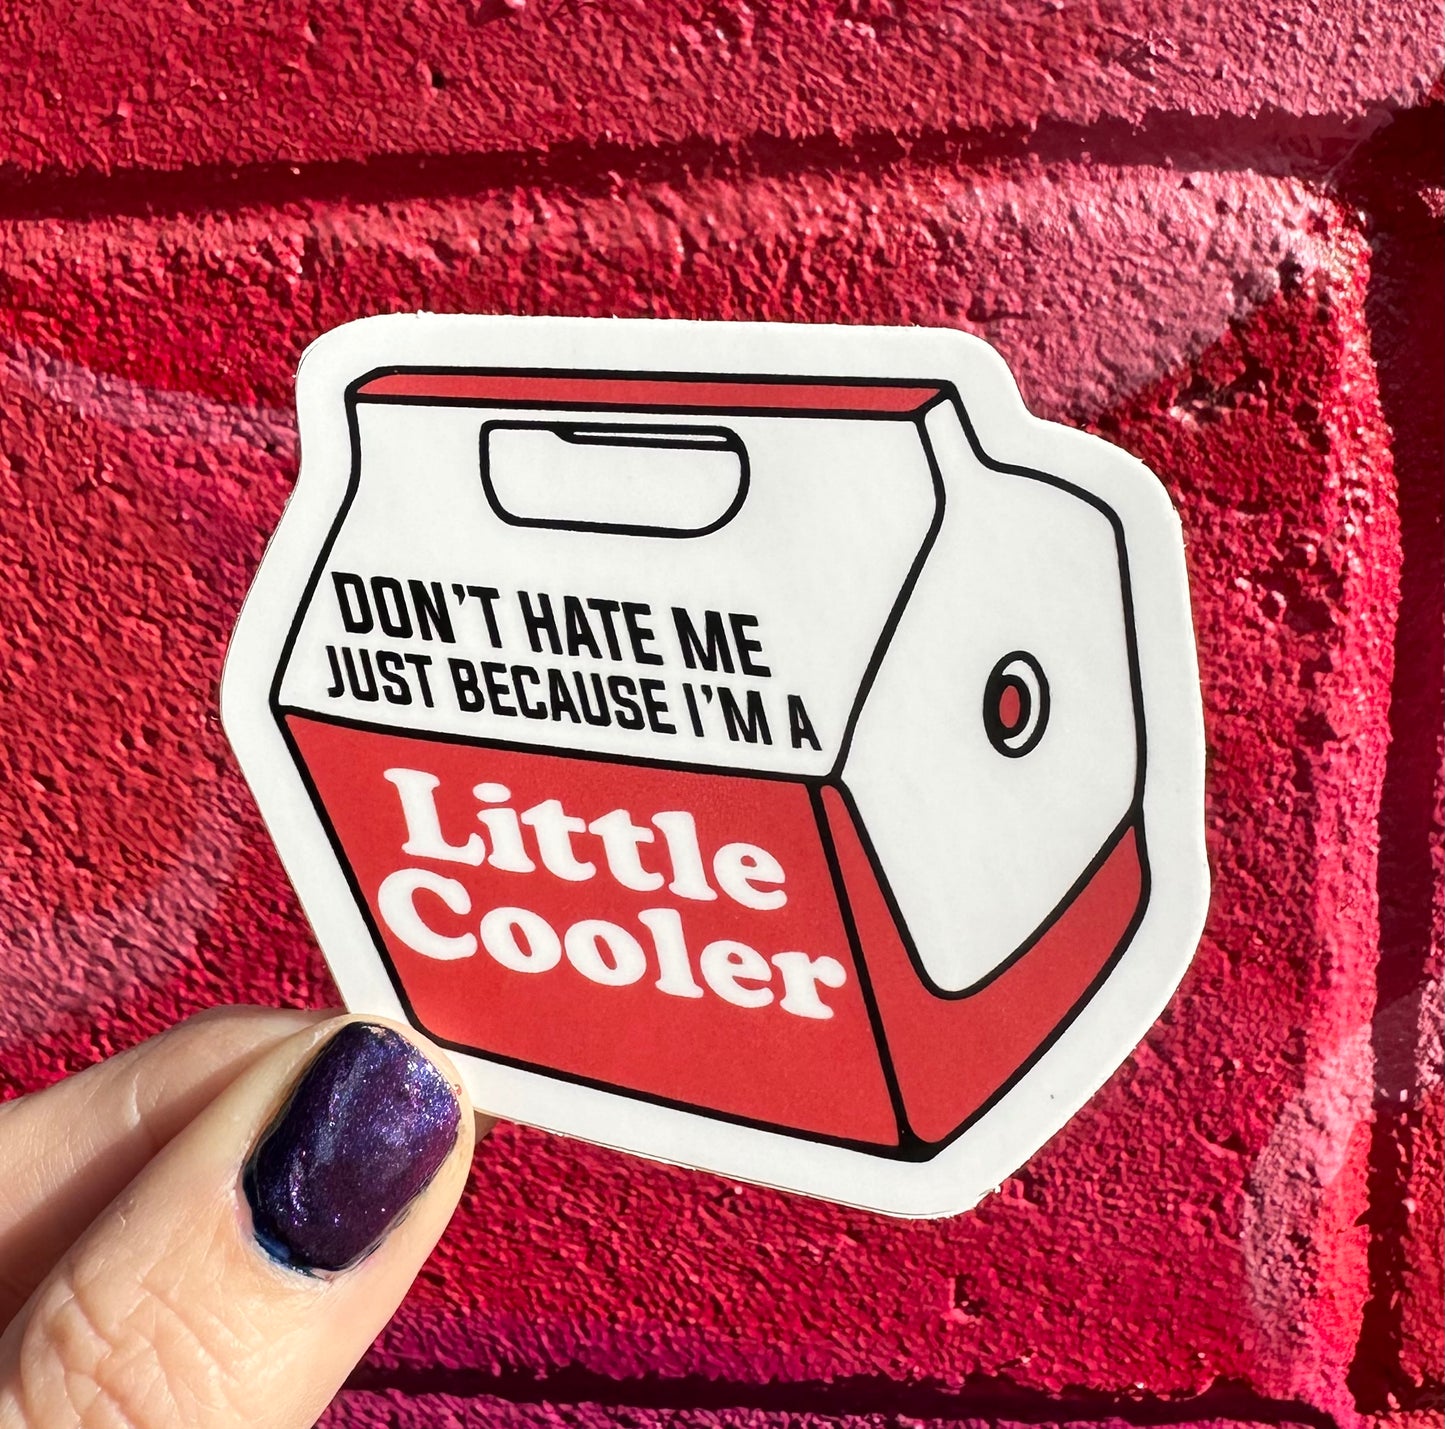 DON'T HATE ME
JUST BECAUSE I'M A
Little
Cooler